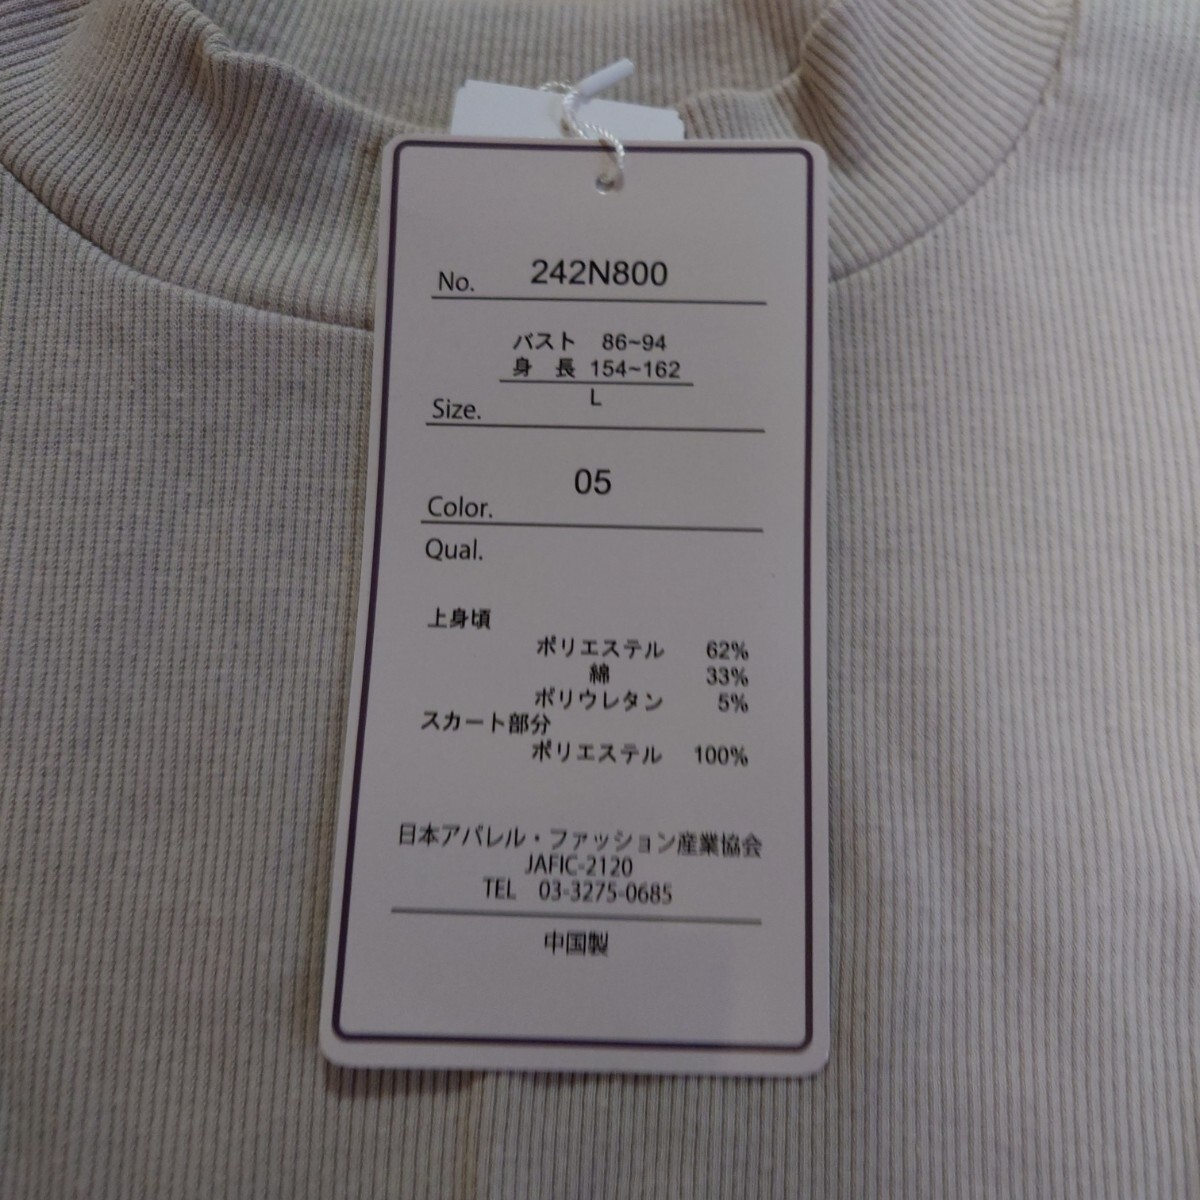 No. 242N800
バスト 86~94
身 長 154~162
Size. L
Color. 05
Qual.
上身頃
ポリエステル 62%
綿 33%
ポリウレタン 5%
スカート部分
ポリエステル 100%
日本アパレル・ファッション産業協会
JAFIC-2120
TEL 03-3275-0685
中国製